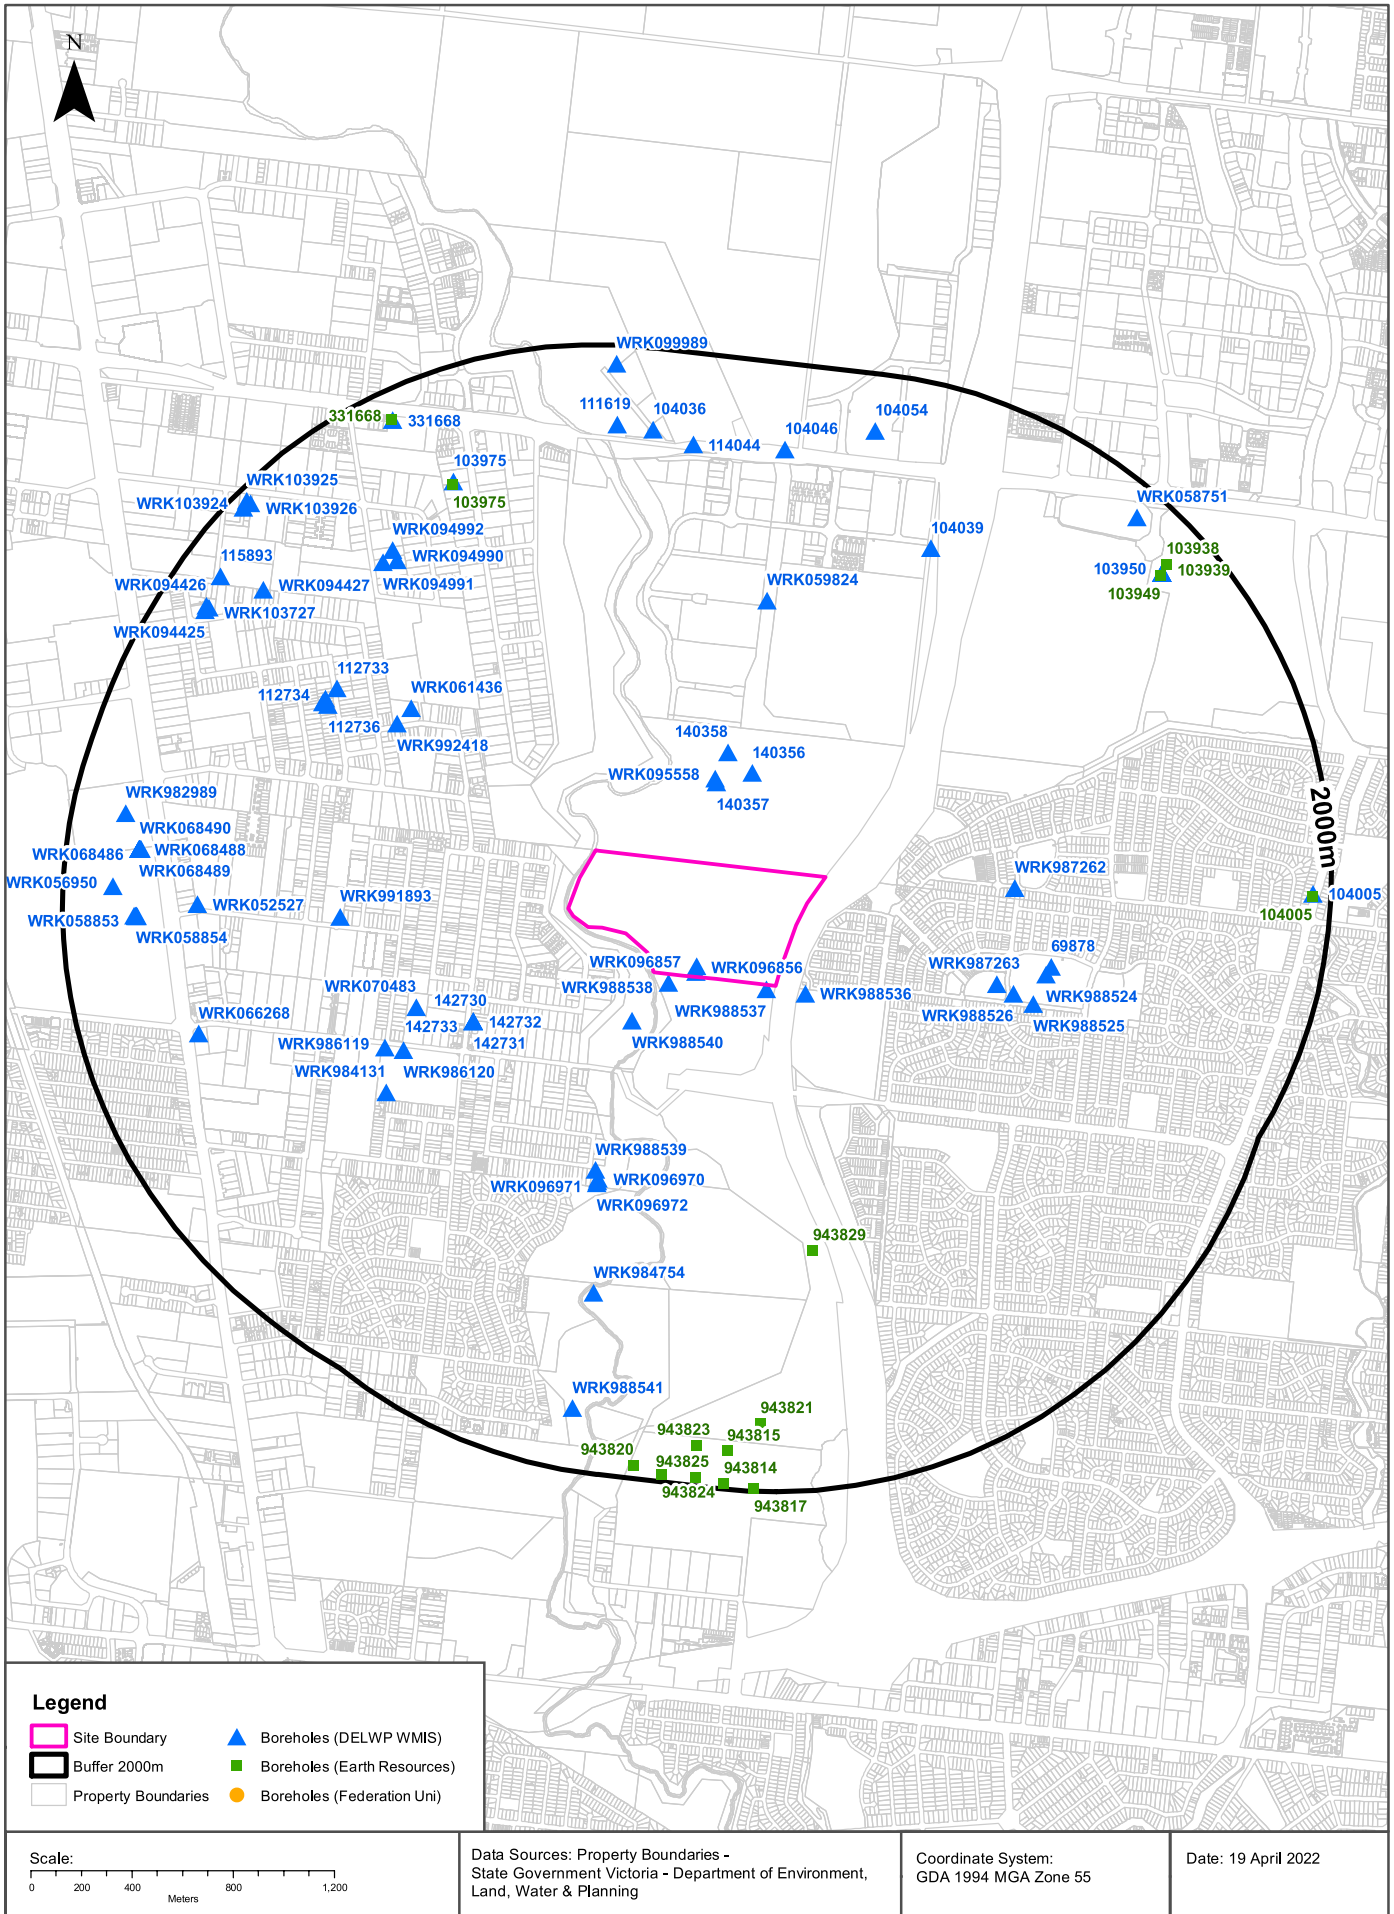 N
WRK099989
111619
104036
104054
331668
331668
114044
104046
103975
103975
WRK103925
WRK103924
WRK103926
WRK058751
WRK094992
104039
103938
WRK094990
103950
103939
115893
WRK094991
WRK094426
WRK094427
WRK059824
103949
WRK103727
WRK094425
112733
112734
WRK061436
112736
WRK992418
140358
140356
WRK095558
140357
2000m
WRK982989
WRK068490
WRK068486
WRK068488
WRK068489
WRK056950
WRK987262
104005
104005
WRK052527
WRK991893
WRK058853
WRK058854
69878
WRK096857
WRK096856
WRK987263
WRK070483
WRK988538
WRK988536
WRK988524
142730
WRK066268
WRK988537
WRK988526
142733
142732
WRK988525
WRK986119
142731
WRK988540
WRK984131
WRK986120
WRK988539
WRK096971
WRK096970
WRK096972
943829
WRK984754
WRK988541
943821
943823
943815
943820
943825
943814
943824
943817
Legend
Site Boundary
Boreholes (DELWP WMIS)
Buffer 2000m
Boreholes (Earth Resources)
Property Boundaries
Boreholes (Federation Uni)
Scale:
0 200 400 800 1,200
Meters
Data Sources: Property Boundaries -
State Government Victoria - Department of Environment,
Land, Water & Planning
Coordinate System:
GDA 1994 MGA Zone 55
Date: 19 April 2022